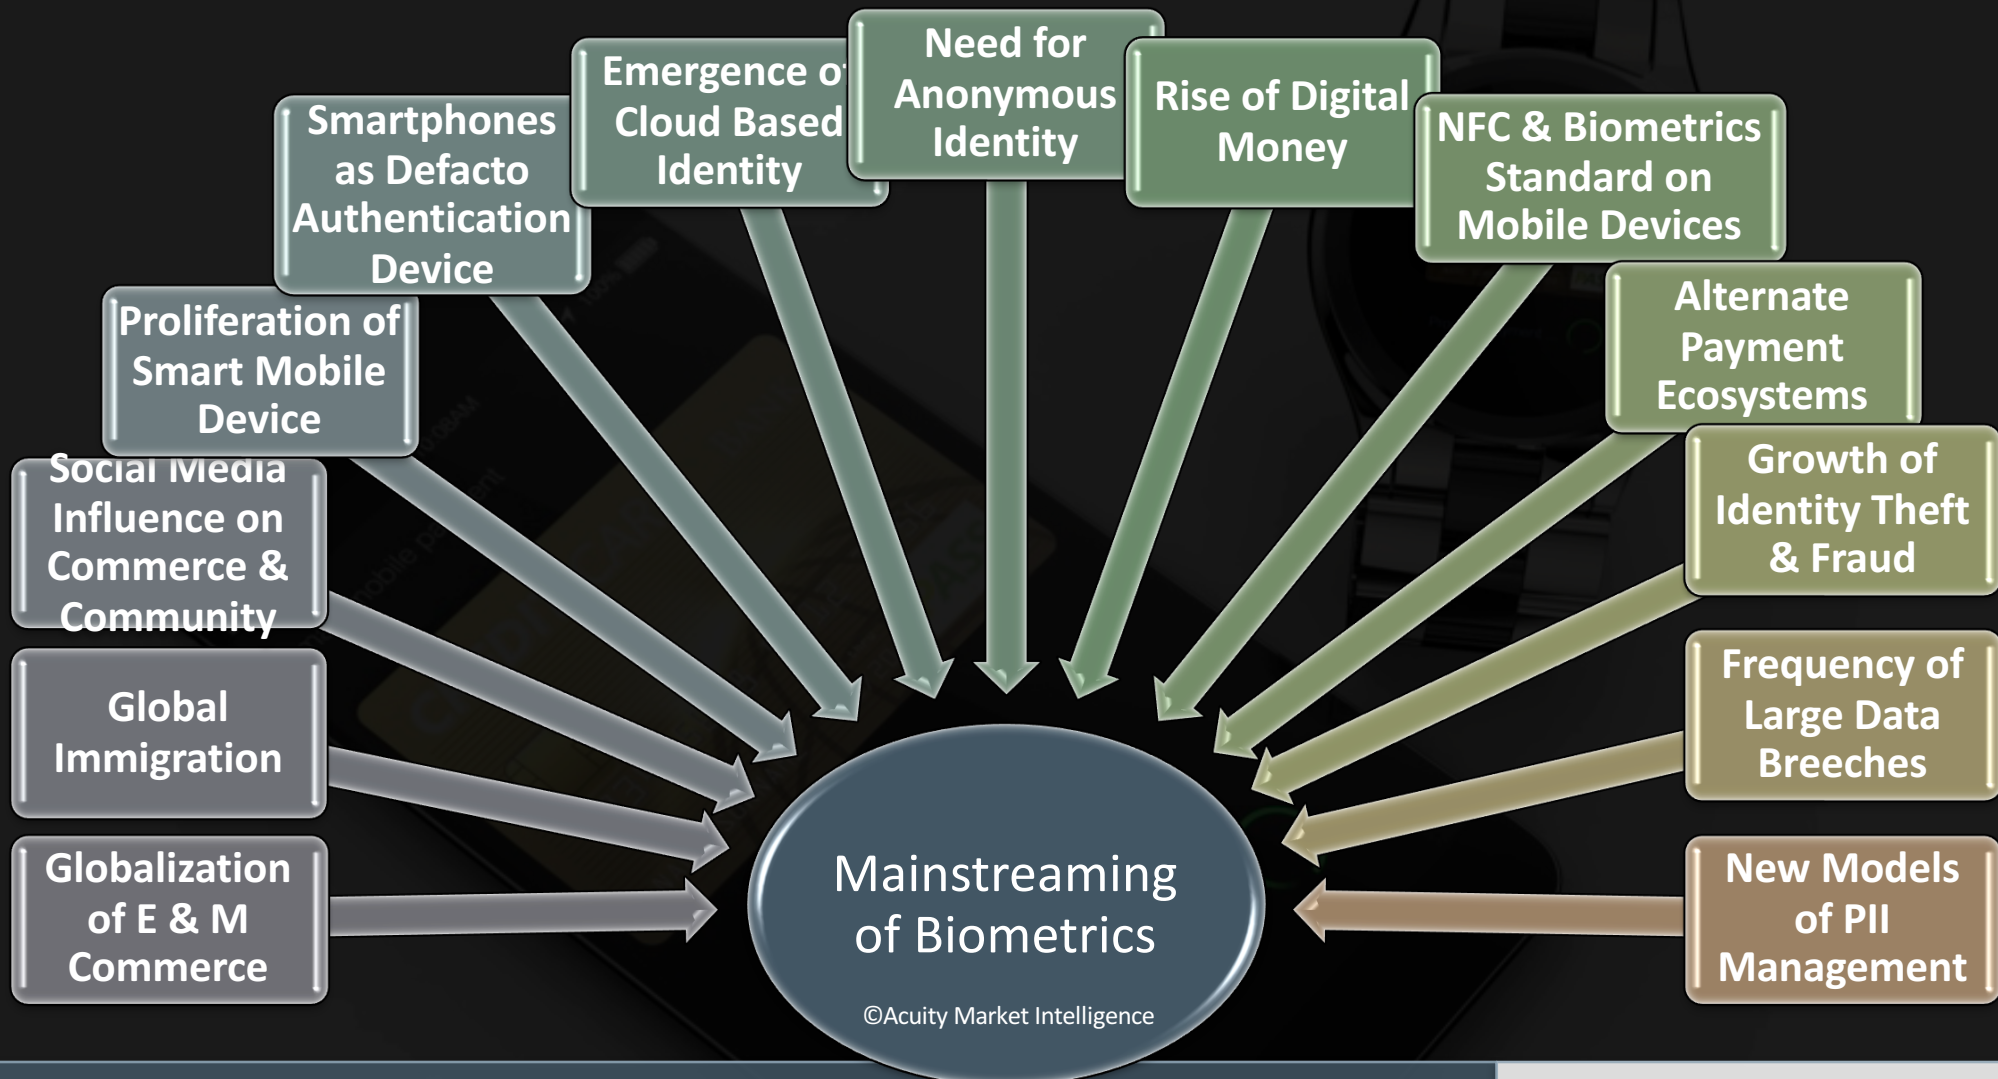 Need for
Anonymous
Identity
Emergence of
Cloud Based
Identity
Rise of Digital
Money
Smartphones
as Defacto
Authentication
Device
NFC & Biometrics
Standard on
Mobile Devices
Proliferation of
Smart Mobile
Device
Alternate
Payment
Ecosystems
Social Media
Influence on
Commerce &
Community
Growth of
Identity Theft
& Fraud
Global
Immigration
Frequency of
Large Data
Breeches
Globalization
of E & M
Commerce
New Models
of PII
Management
Mainstreaming
of Biometrics
©Acuity Market Intelligence